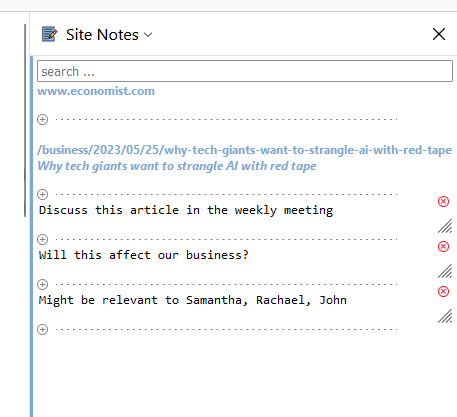 Site Notes
search ...
www.economist.com
/business/2023/05/25/why-tech-giants-want-to-strangle-ai-with-red-tape
Why tech giants want to strangle AI with red tape
Discuss this article in the weekly meeting
Will this affect our business?
Might be relevant to Samantha, Rachael, John